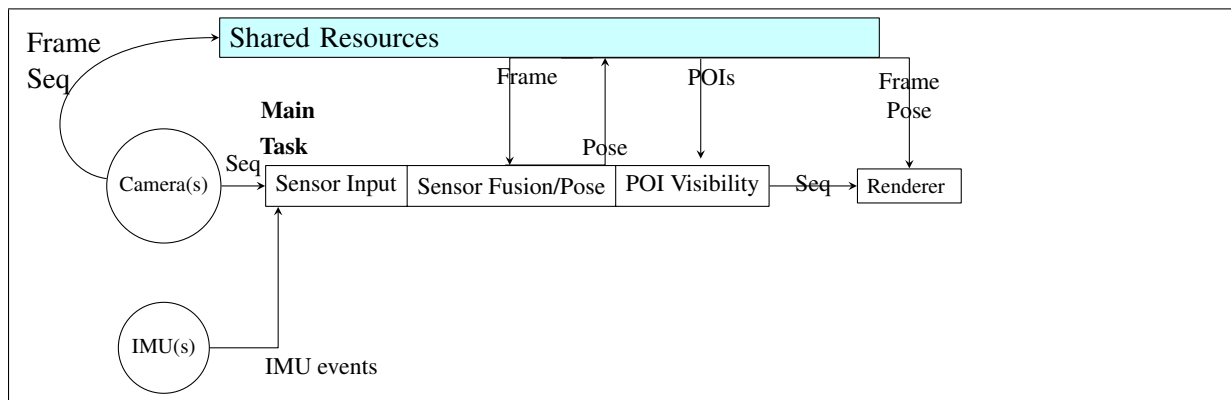 Shared Resources
Frame
Seq
Frame
POIs
Frame
Pose
Main
Task
Pose
Seq
Camera(s)
Sensor Input
Sensor Fusion/Pose
POI Visibility
Seq
Renderer
IMU(s)
IMU events